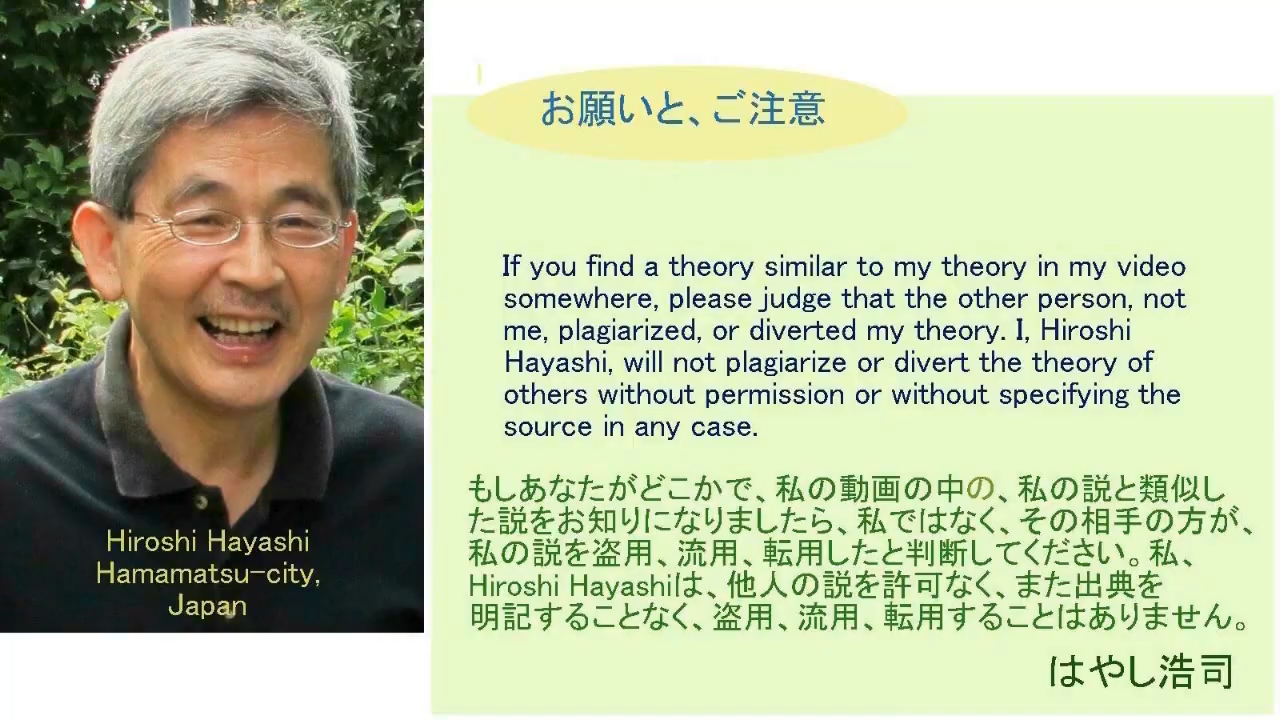 お願いと、ご注意
If you find a theory similar to my theory in my video
somewhere, please judge that the other person, not
me, plagiarized, or diverted my theory. I, Hiroshi
Hayashi, will not plagiarize or divert the theory of
others without permission or without specifying the
source in any case.
もしあなたがどこかで、私の動画の中の、私の説と類似し
た説をお知りになりましたら、私ではなく、その相手の方が、
私の説を盗用、流用、転用したと判断してください。私、
Hiroshi Hayashiは、他人の説を許可なく、また出典を
明記することなく、盗用、流用、転用することはありません。
はやし浩司
Hiroshi Hayashi
Hamamatsu-city,
Japan